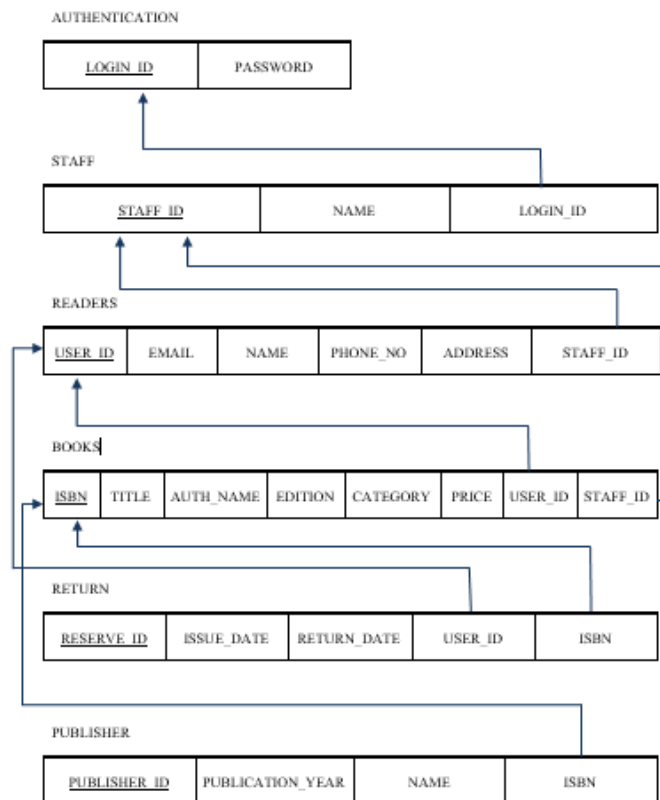 AUTHENTICATION
LOGIN_ID PASSWORD
STAFF
STAFF_ID NAME LOGIN_ID
READERS
USER_ID EMAIL NAME PHONE_NO ADDRESS STAFF_ID
BOOKS
ISBN TITLE AUTH_NAME EDITION CATEGORY PRICE USER_ID STAFF_ID
RETURN
RESERVE_ID ISSUE_DATE RETURN_DATE USER_ID ISBN
PUBLISHER
PUBLISHER_ID PUBLICATION_YEAR NAME ISBN